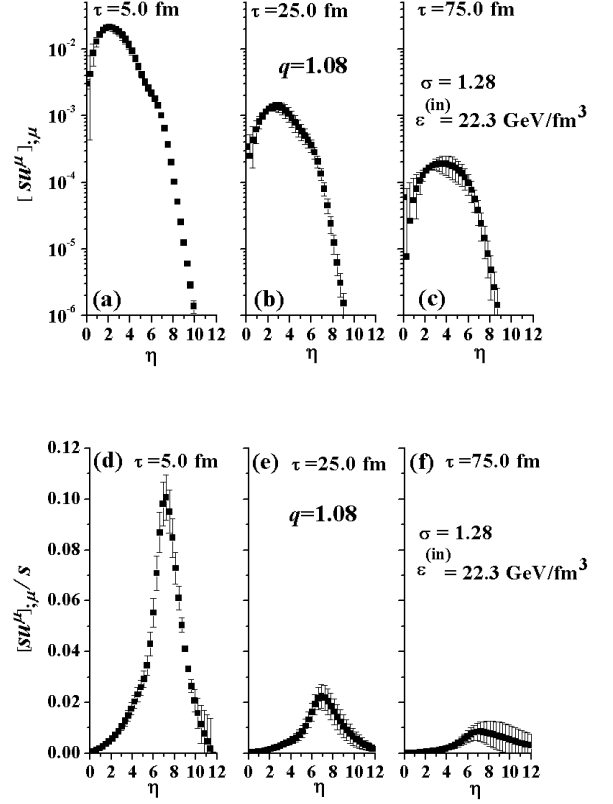 τ = 5.0 fm
τ = 25.0 fm
τ = 75.0 fm
q=1.08
σ = 1.28
ε(in) = 22.3 GeV/fm3
[suμ];μ
10-2
10-3
10-4
10-5
10-6
(a)
(b)
(c)
0 2 4 6 8 10 12
0 2 4 6 8 10 12
0 2 4 6 8 10 12
η
η
η
(d) τ =5.0 fm
(e) τ =25.0 fm
(f) τ =75.0 fm
q=1.08
σ = 1.28
ε(in) = 22.3 GeV/fm3
[suμ];μ/s
0.12
0.10
0.08
0.06
0.04
0.02
0.00
0 2 4 6 8 10 12
0 2 4 6 8 10 12
0 2 4 6 8 10 12
η
η
η